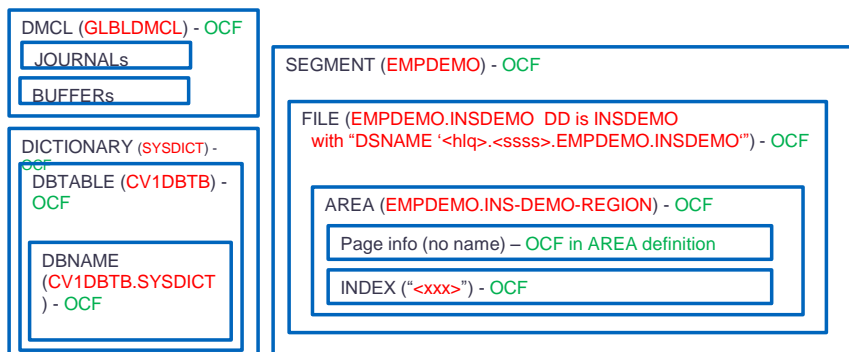 DMCL (GLBLDMCL) - OCF
JOURNALs
BUFFERs
DICTIONARY (SYSDICT) -
OCF
DBTABLE (CV1DBTB) -
OCF
DBNAME
(CV1DBTB.SYSDICT
) - OCF
SEGMENT (EMPDEMO) - OCF
FILE (EMPDEMO.INSDEMO DD is INSDEMO
with “DSNAME ‘<hlq>.<ssss>.EMPDEMO.INSDEMO‘”) - OCF
AREA (EMPDEMO.INS-DEMO-REGION) - OCF
Page info (no name) – OCF in AREA definition
INDEX (“<xxx>”) - OCF